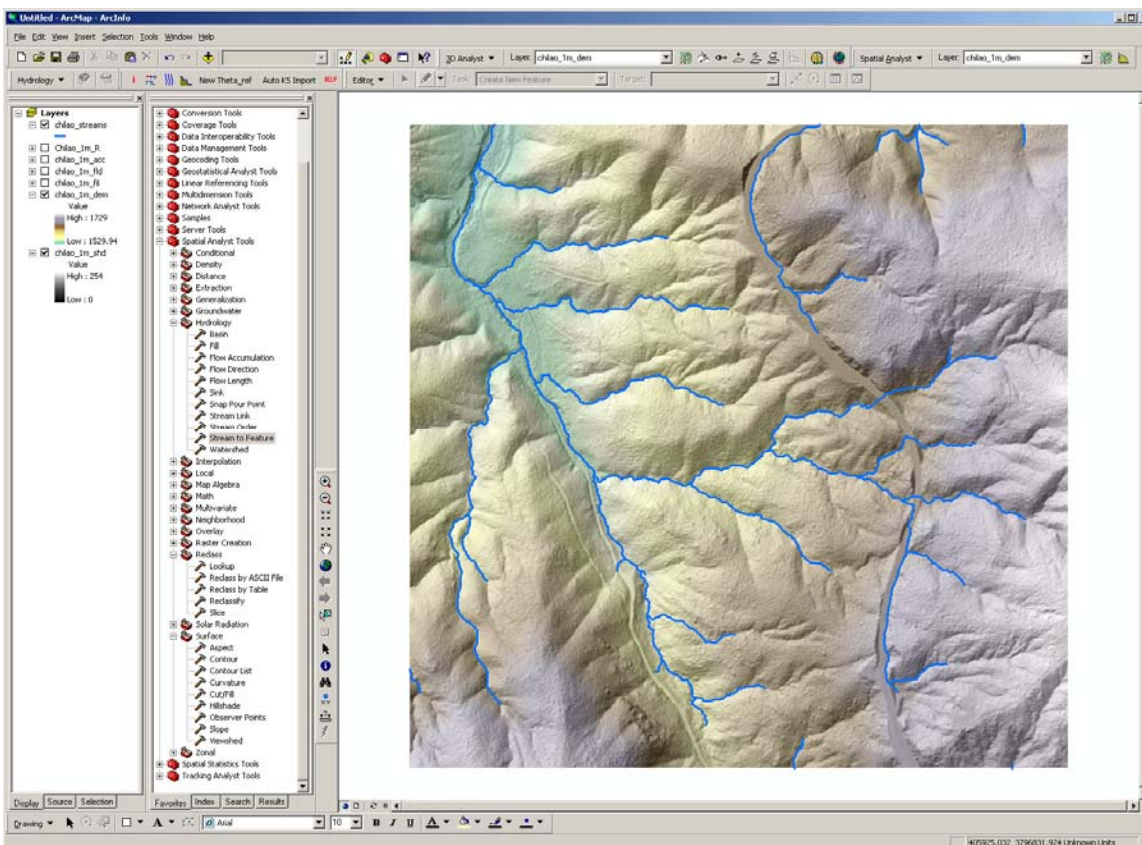 Untitled - ArcMap - ArcInfo
File Edit View Insert Selection Tools Window Help
3D Analyst Layer: chilao_1m_dem Spatial Analyst Layer: chilao_1m_dem
Hydrology New Theta_ref Auto KS Import HELP Editor Task: Create New Feature Target:
Layers
chilao_streams
Chilao_1m_R
chilao_1m_acc
chilao_1m_fld
chilao_1m_fil
chilao_1m_dem
Value
High : 1729
Low : 1529.94
chilao_1m_shd
Value
High : 254
Low : 0
Display Source Selection
Conversion Tools
Coverage Tools
Data Interoperability Tools
Data Management Tools
Geocoding Tools
Geostatistical Analyst Tools
Linear Referencing Tools
Multidimension Tools
Network Analyst Tools
Samples
Server Tools
Spatial Analyst Tools
Conditional
Density
Distance
Extraction
Generalization
Groundwater
Hydrology
Basin
Fill
Flow Accumulation
Flow Direction
Flow Length
Sink
Snap Pour Point
Stream Link
Stream Order
Stream to Feature
Watershed
Interpolation
Local
Map Algebra
Math
Multivariate
Neighborhood
Overlay
Raster Creation
Reclass
Lookup
Reclass by ASCII File
Reclass by Table
Reclassify
Slice
Solar Radiation
Surface
Aspect
Contour
Contour List
Curvature
Cut/Fill
Hillshade
Observer Points
Slope
Viewshed
Zonal
Spatial Statistics Tools
Tracking Analyst Tools
Favorites Index Search Results
Drawing A Arial 10 B I U A
405925.032 3796831.924 Unknown Units